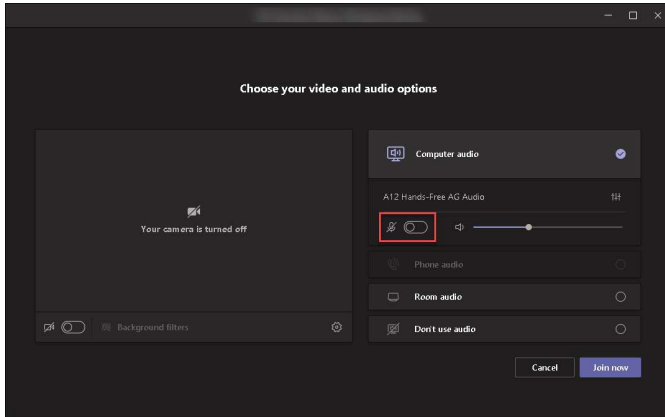 Choose your video and audio options
Computer audio
A12 Hands-Free AG Audio
Your camera is turned off
Phone audio
Room audio
Background filters
Don't use audio
Cancel
Join now